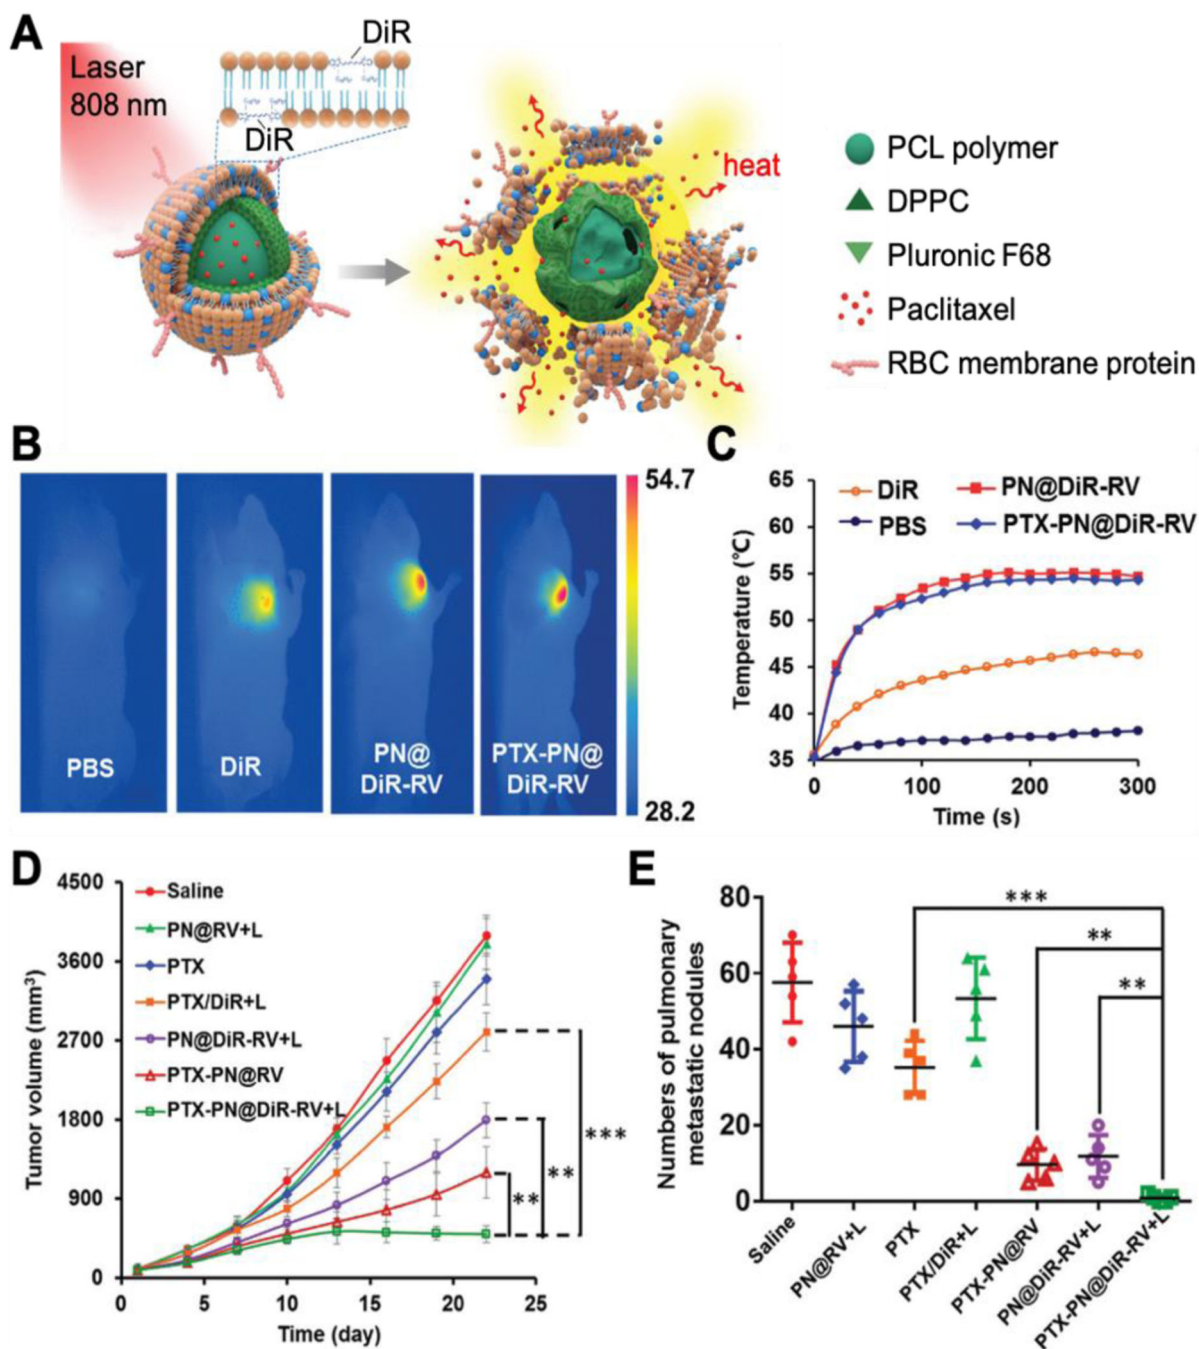 A
Laser
808 nm
DiR
DiR
heat
PCL polymer
DPPC
Pluronic F68
Paclitaxel
RBC membrane protein
B
PBS
DiR
PN@
DiR-RV
PTX-PN@
DiR-RV
54.7
28.2
C
Temperature (℃)
65
60
55
50
45
40
35
DiR
PN@DiR-RV
PBS
PTX-PN@DiR-RV
0
100
200
300
Time (s)
D
Tumor volume (mm³)
4500
3600
2700
1800
900
0
Saline
PN@RV+L
PTX
PTX/DiR+L
PN@DiR-RV+L
PTX-PN@RV
PTX-PN@DiR-RV+L
**
**
***
0
5
10
15
20
25
Time (day)
E
Numbers of pulmonary
metastatic nodules
80
60
40
20
0
***
**
**
Saline
PN@RV+L
PTX
PTX/DiR+L
PTX-PN@RV
PN@DiR-RV+L
PTX-PN@DiR-RV+L